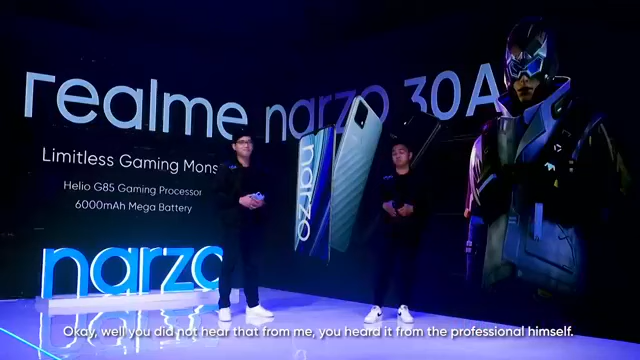 realme narzo 30A
Limitless Gaming Mons
Helio G85 Gaming Processor
6000mAh Mega Battery
narzo
narzo
Okay, well you did not hear that from me, you heard it from the professional himself.